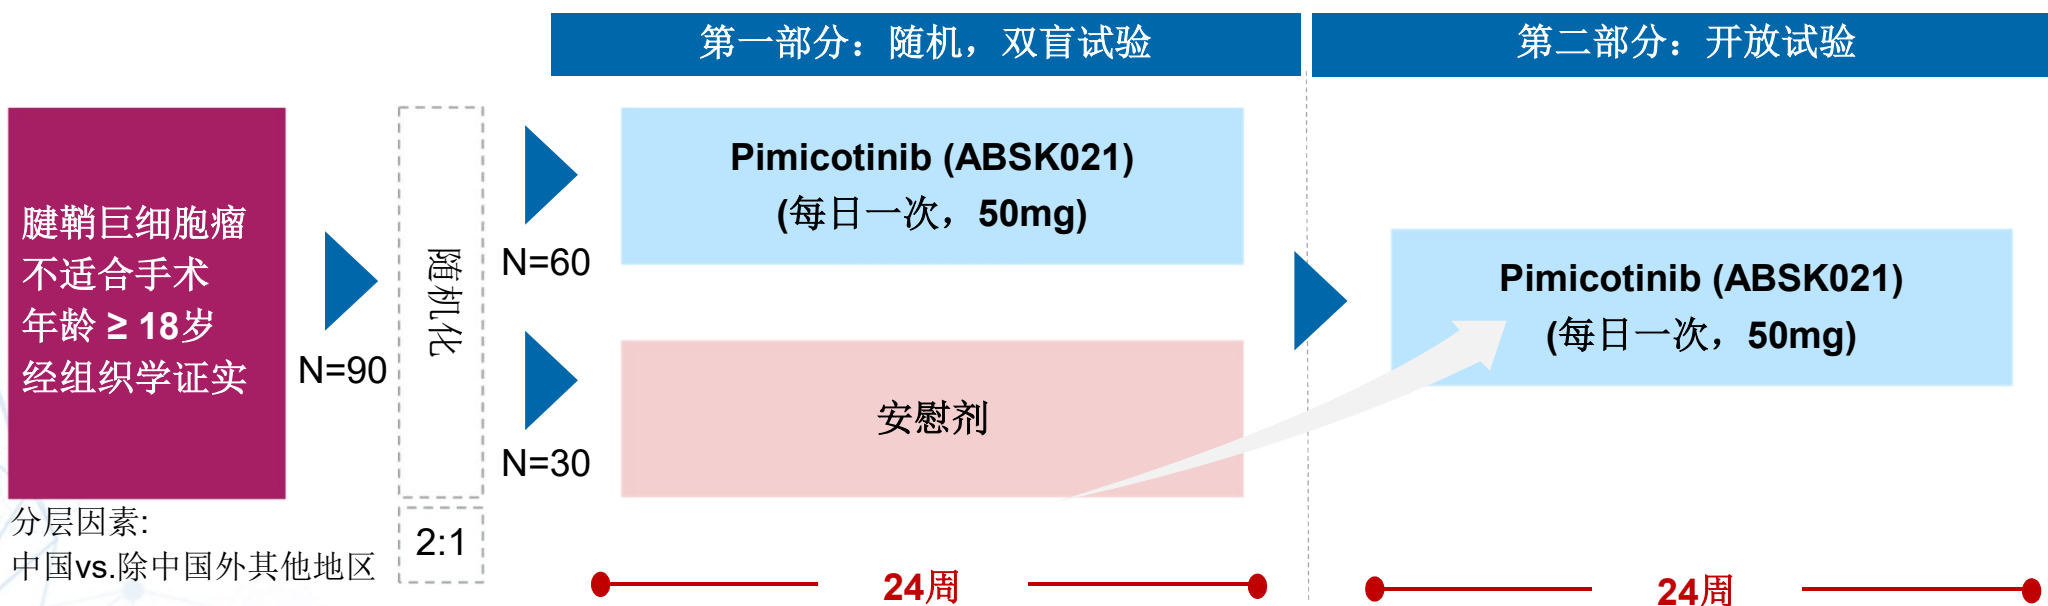 第一部分：随机，双盲试验
第二部分：开放试验
腱鞘巨细胞瘤
不适合手术
年龄 ≥ 18岁
经组织学证实
N=90
随机化
2:1
N=60
N=30
Pimicotinib (ABSK021)
(每日一次，50mg)
安慰剂
Pimicotinib (ABSK021)
(每日一次，50mg)
分层因素:
中国vs.除中国外其他地区
24周
24周